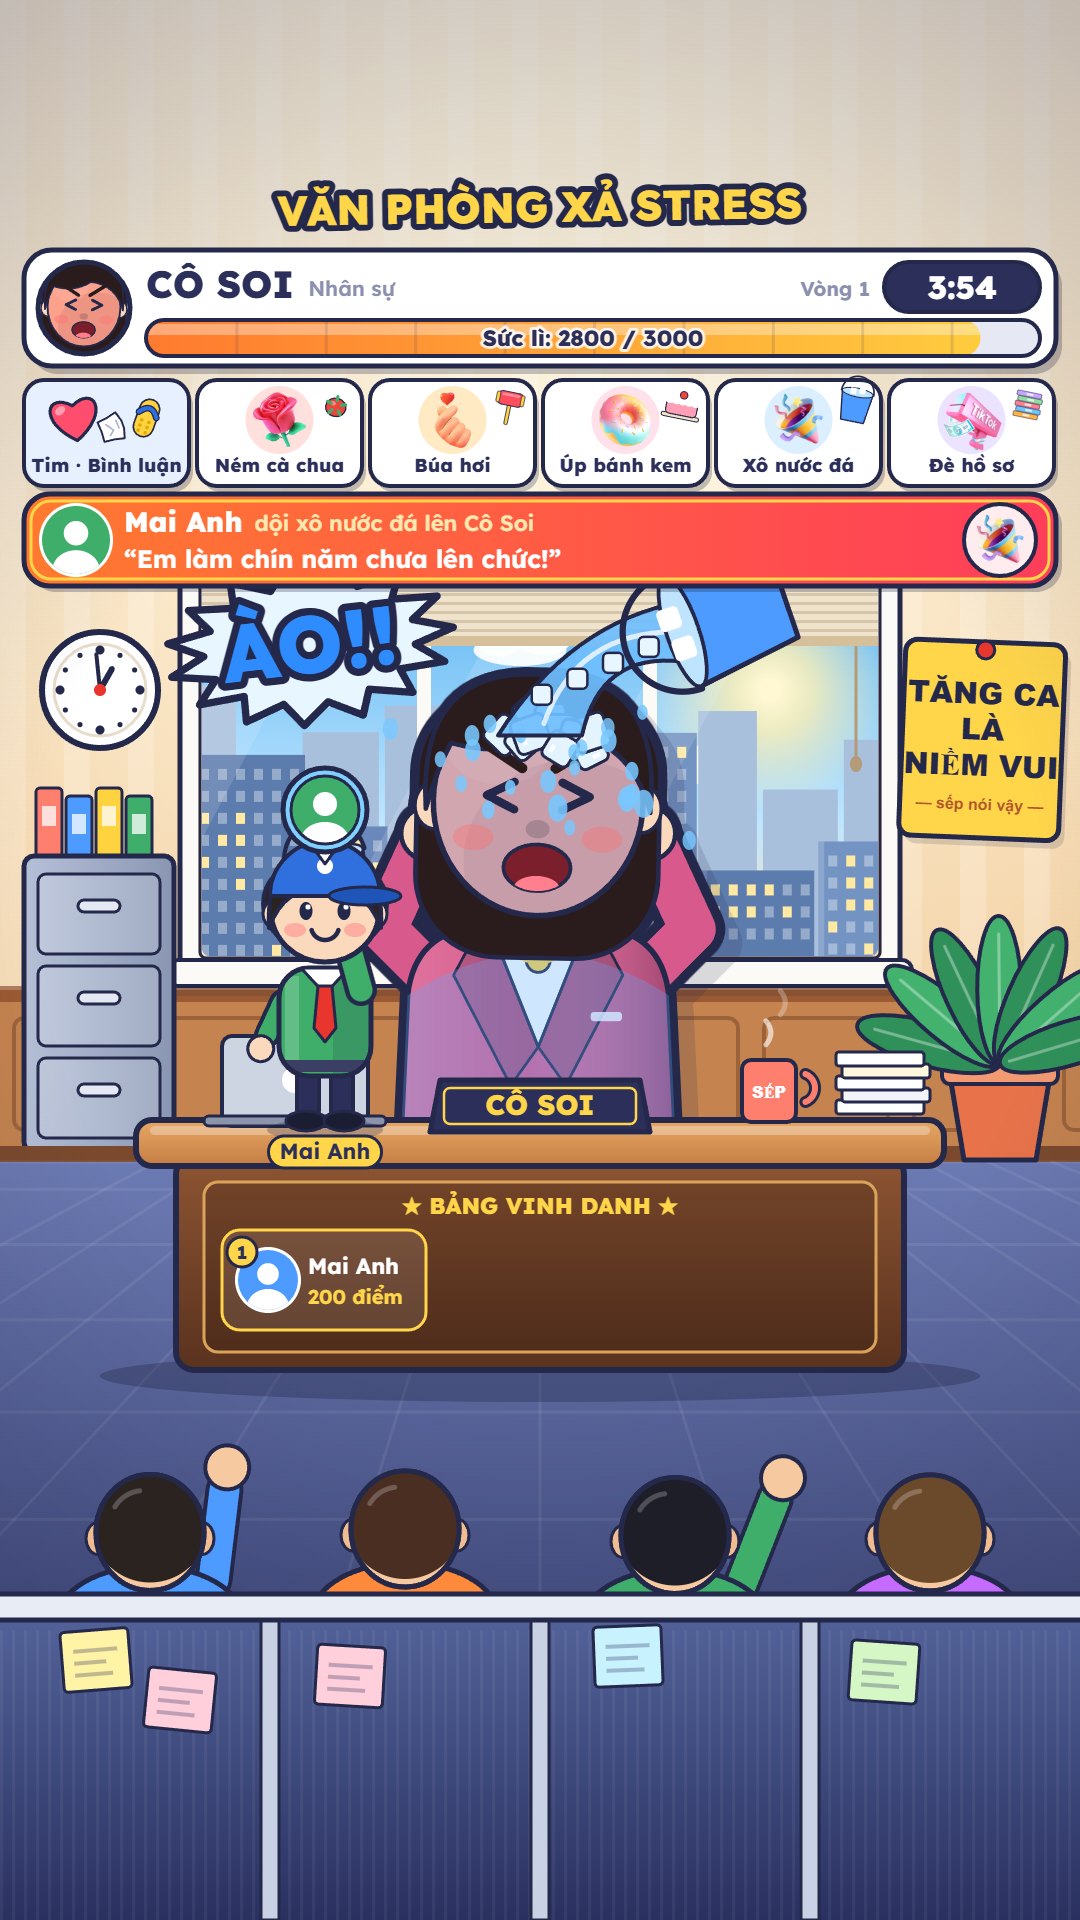 VĂN PHÒNG XẢ STRESS
CÔ SOI Nhân sự
Vòng 1
3:54
Sức lì: 2800 / 3000
Tim · Bình luận
Ném cà chua
Búa hơi
Úp bánh kem
Xô nước đá
TikTok
Đè hồ sơ
Mai Anh dội xô nước đá lên Cô Soi
“Em làm chín năm chưa lên chức!”
ÀO!!
TĂNG CA
LÀ
NIỀM VUI
— sếp nói vậy —
SẾP
CÔ SOI
Mai Anh
★ BẢNG VINH DANH ★
1
Mai Anh
200 điểm